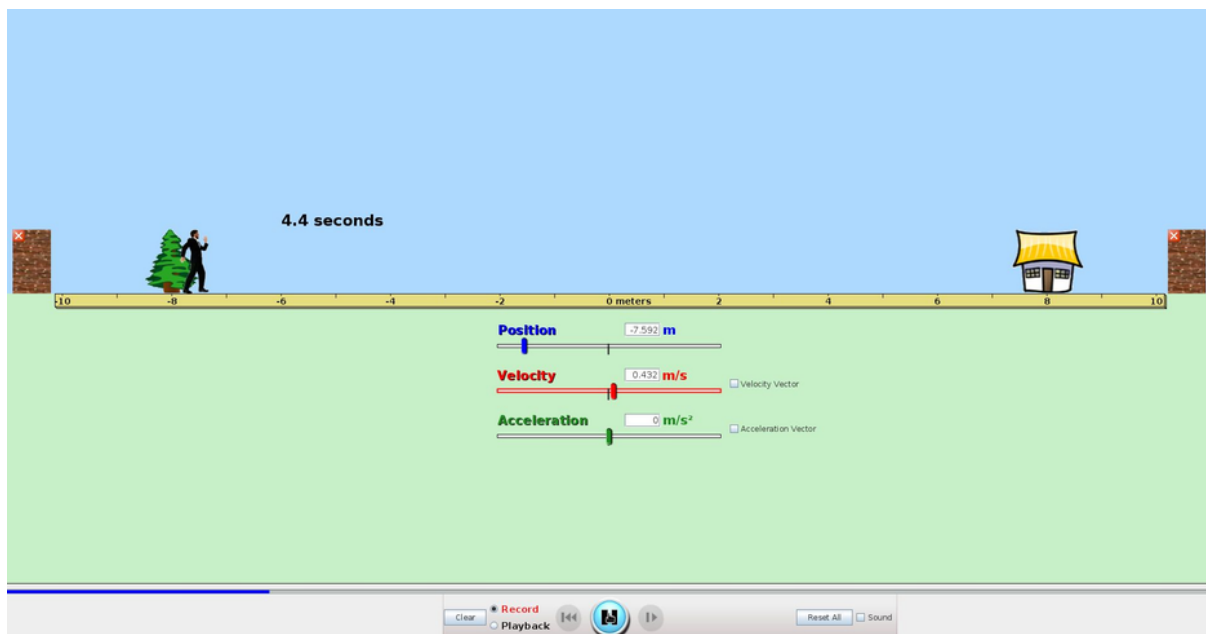 4.4 seconds
-10 -8 -6 -4 -2 0 meters 2 4 6 8 10
Position -7.592 m
Velocity 0.432 m/s
Velocity Vector
Acceleration 0 m/s²
Acceleration Vector
Clear
Record
Playback
Reset All
Sound